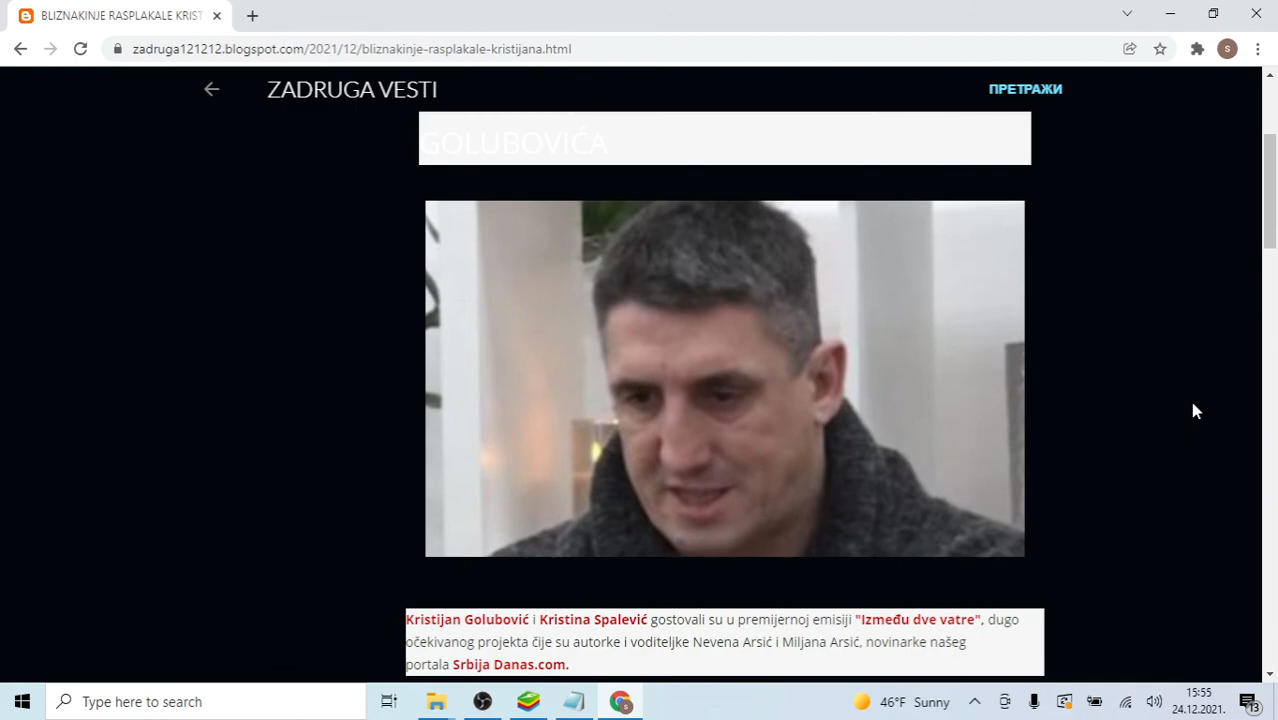 BLIZNAKINJE RASPLAKALE KRIST
zadruga121212.blogspot.com/2021/12/bliznakinje-rasplakale-kristijana.html
S
ZADRUGA VESTI
ПРЕТРАЖИ
GOLUBOVIĆA
Kristijan Golubović i Kristina Spalević gostovali su u premijernoj emisiji "Između dve vatre", dugo
očekivanog projekta čije su autorke i voditeljke Nevena Arsić i Miljana Arsić, novinarke našeg
portala Srbija Danas.com.
Type here to search
S
46°F Sunny
15:55
24.12.2021.
13